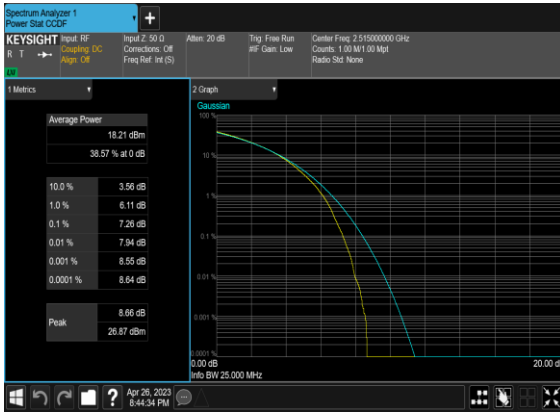 Spectrum Analyzer 1
Power Stat CCDF
+
KEYSIGHT
R T
LV
Input: RF
Coupling: DC
Align: Off
Input Z: 50 Ω
Corrections: Off
Freq Ref: Int (S)
Atten: 20 dB
Trig: Free Run
#IF Gain: Low
Center Freq: 2.515000000 GHz
Counts: 1.00 M/1.00 Mpt
Radio Std: None
1 Metrics
Average Power
18.21 dBm
38.57 % at 0 dB
10.0 % 3.56 dB
1.0 % 6.11 dB
0.1 % 7.26 dB
0.01 % 7.94 dB
0.001 % 8.55 dB
0.0001 % 8.64 dB
Peak
8.66 dB
26.87 dBm
2 Graph
Gaussian
100 %
10 %
1 %
0.1 %
0.01 %
0.001 %
0.0001 %
0.00 dB
20.00 d
Info BW 25.000 MHz
?
Apr 26, 2023
8:44:34 PM